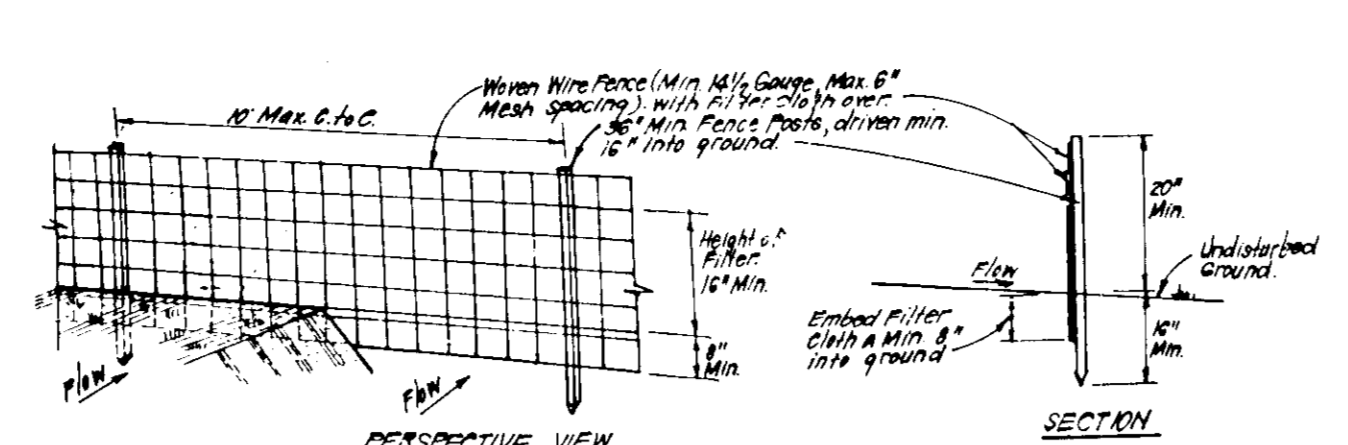 Woven Wire Fence (Min. 14½ Gauge, Max. 6"
Mesh spacing) with Filter Cloth over.
36" Min. Fence Posts, driven min.
16" into ground.
10' Max. C. to C.
Height of
Filter
16" Min.
8"
Min.
Flow
Flow
PERSPECTIVE VIEW
20"
Min.
Undisturbed
Ground.
Flow
Embed Filter
Cloth A Min. 8"
into ground
16"
Min.
SECTION